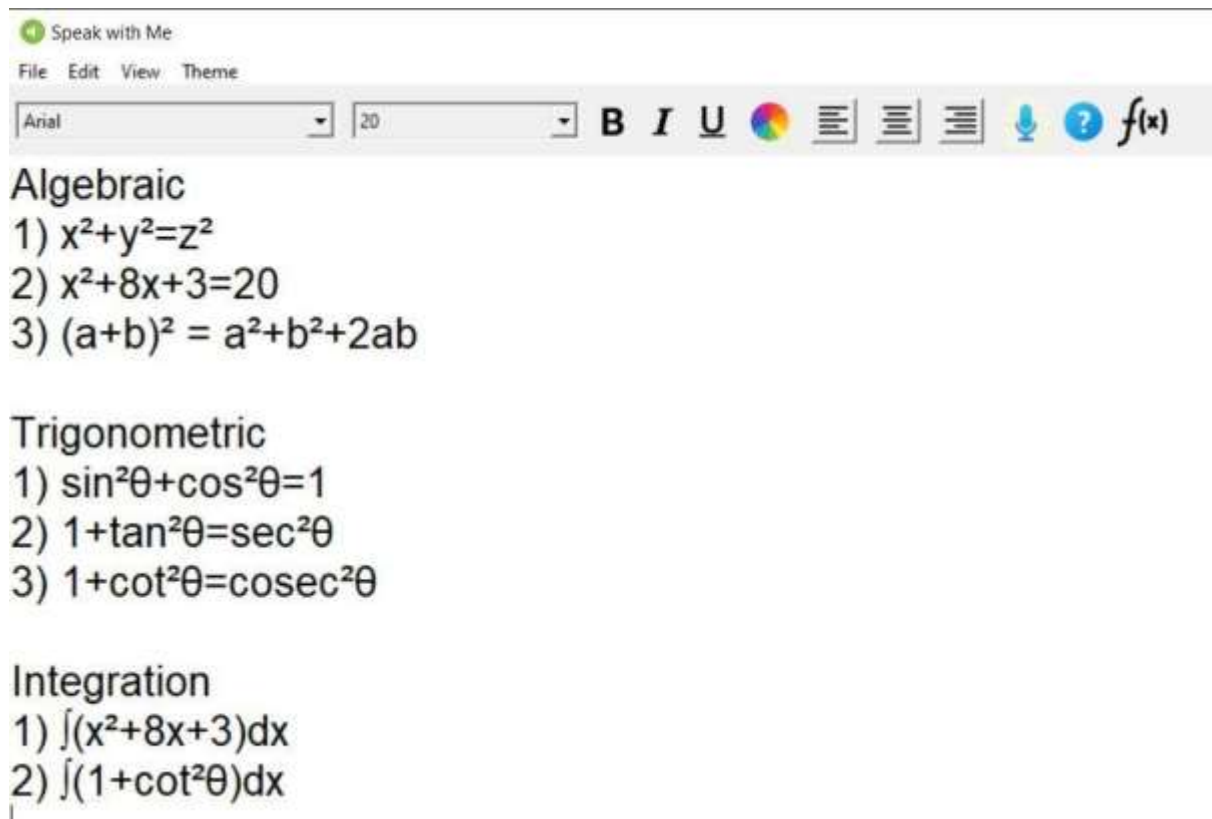 Speak with Me
File Edit View Theme
Arial 20 B I U ? f(x)
Algebraic
1) x²+y²=z²
2) x²+8x+3=20
3) (a+b)² = a²+b²+2ab
Trigonometric
1) sin²θ+cos²θ=1
2) 1+tan²θ=sec²θ
3) 1+cot²θ=cosec²θ
Integration
1) ∫(x²+8x+3)dx
2) ∫(1+cot²θ)dx